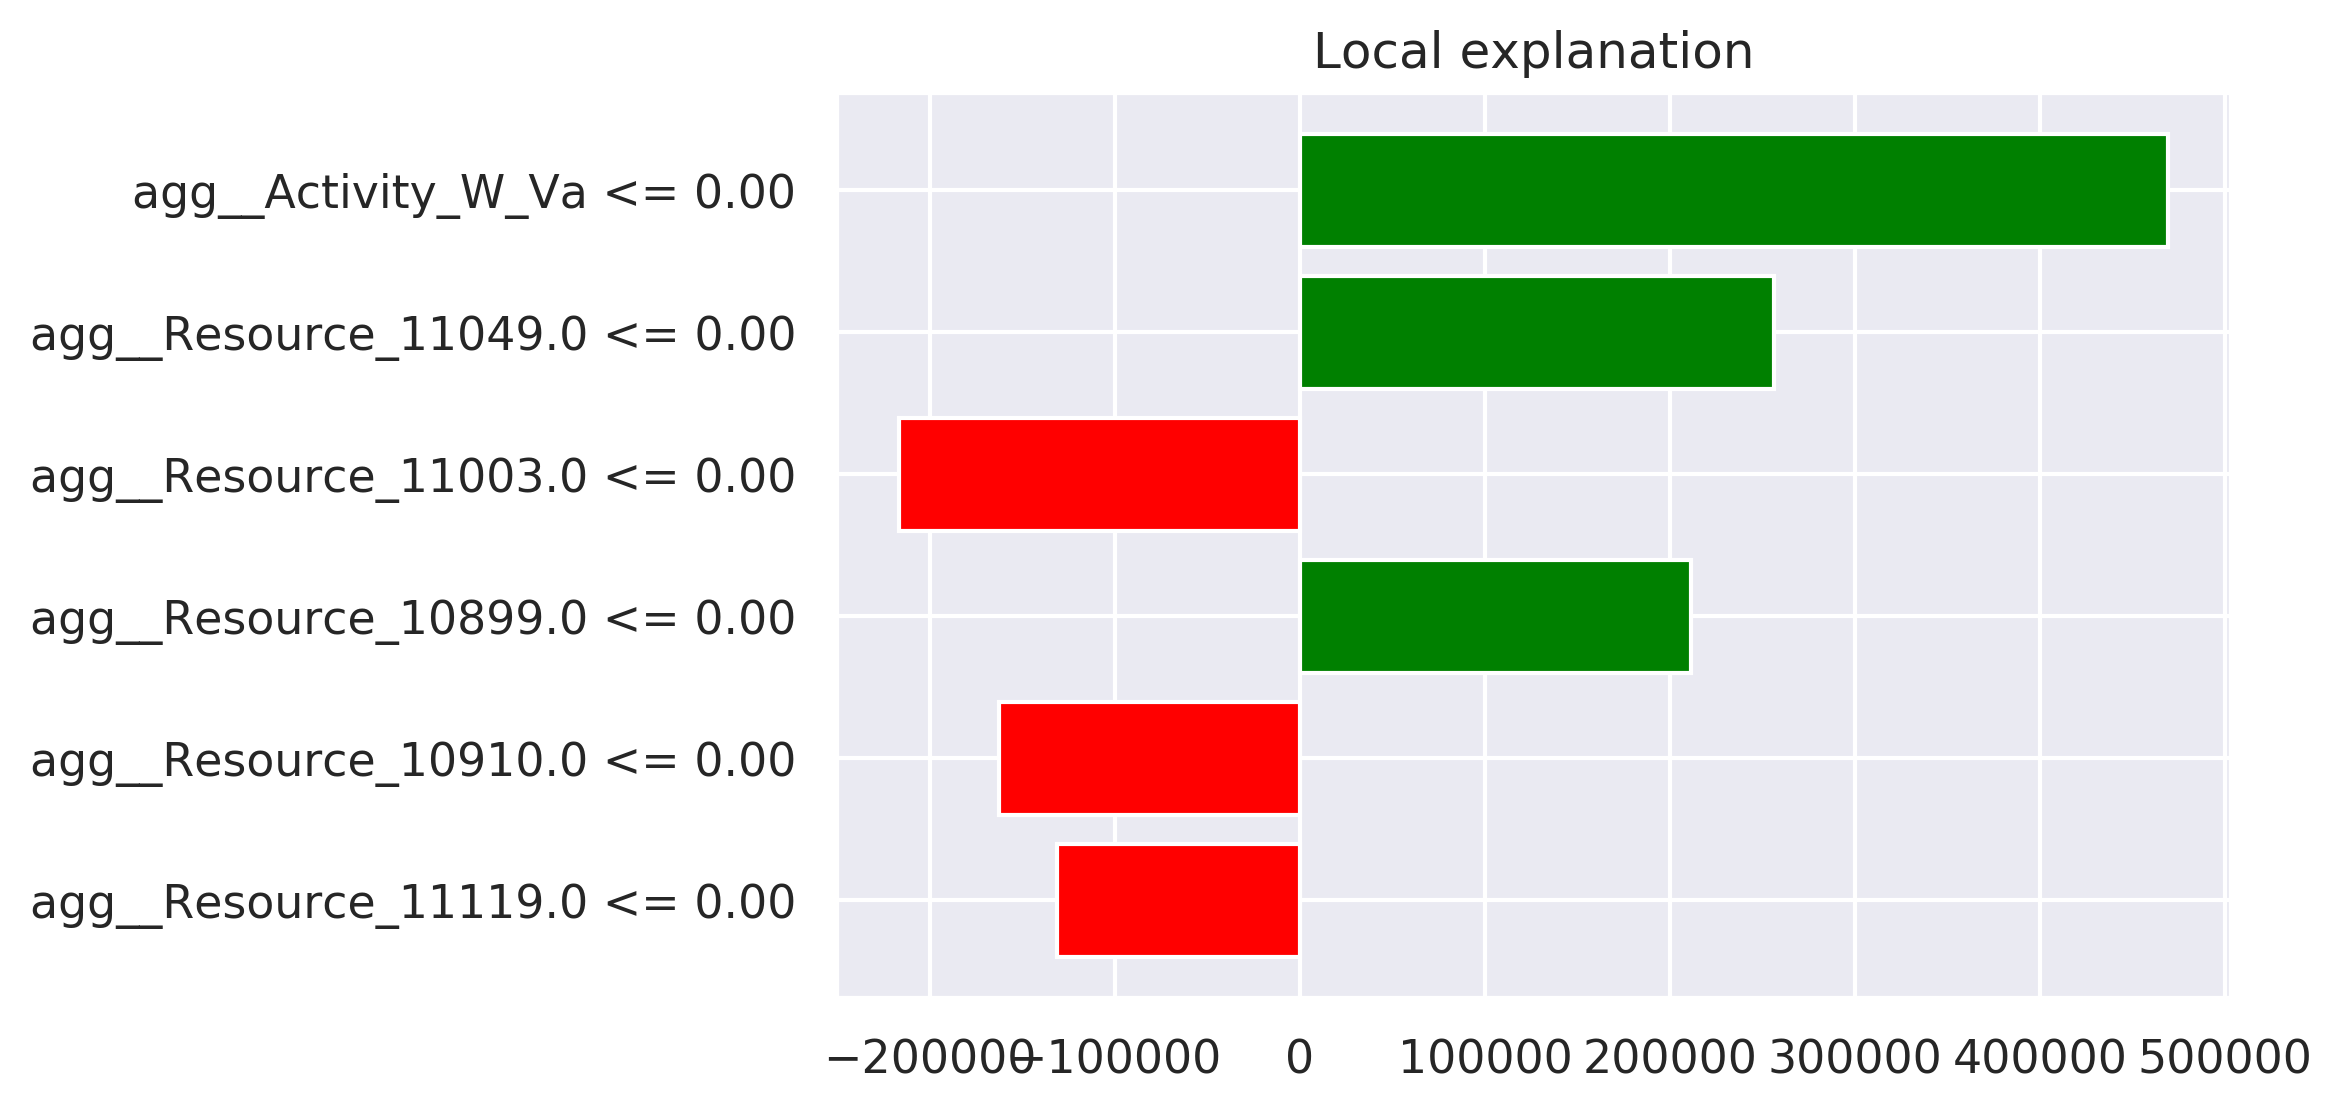 Local explanation
agg__Activity_W_Va <= 0.00
agg__Resource_11049.0 <= 0.00
agg__Resource_11003.0 <= 0.00
agg__Resource_10899.0 <= 0.00
agg__Resource_10910.0 <= 0.00
agg__Resource_11119.0 <= 0.00
−200000 −100000 0 100000 200000 300000 400000 500000